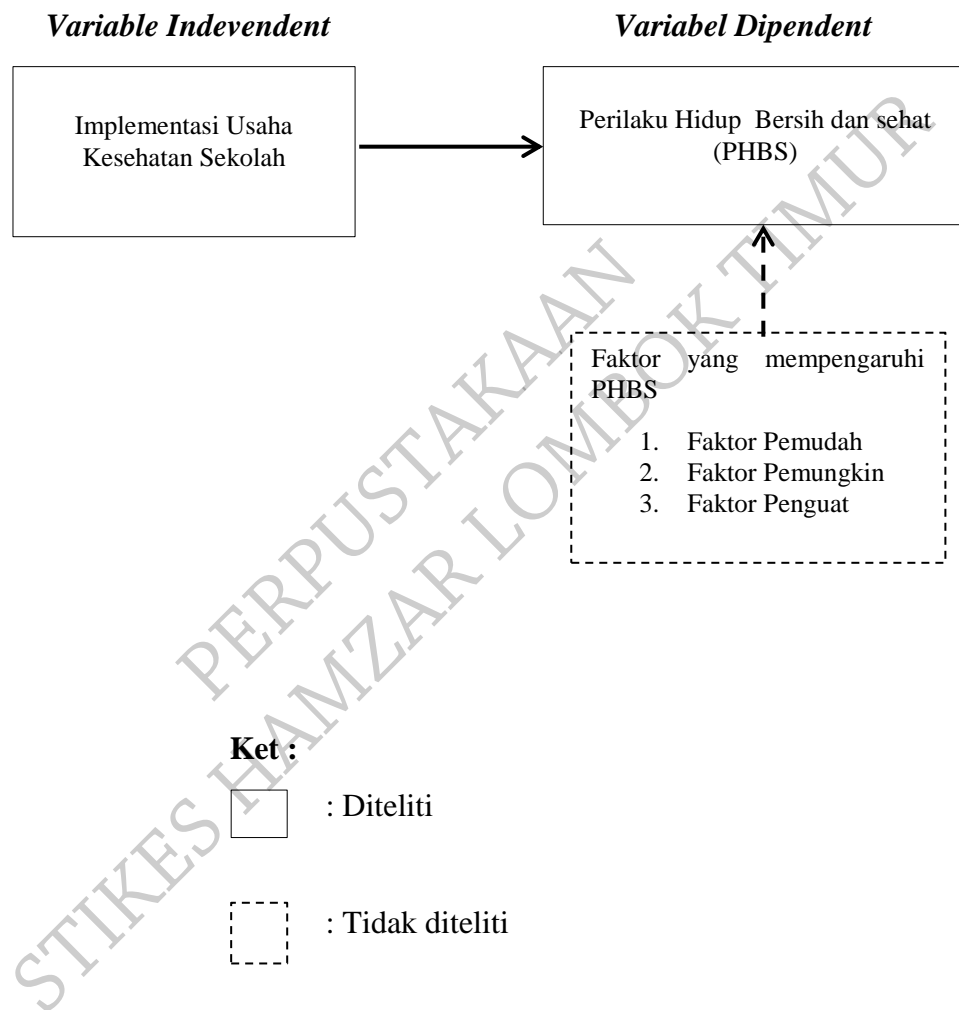 Variable Indevendent
Variabel Dipendent
Implementasi Usaha
Kesehatan Sekolah
Perilaku Hidup Bersih dan sehat
(PHBS)
Faktor yang mempengaruhi
PHBS
1. Faktor Pemudah
2. Faktor Pemungkin
3. Faktor Penguat
Ket :
: Diteliti
: Tidak diteliti
PERPUSTAKAAN
STIKES HAMZAR LOMBOK TIMUR